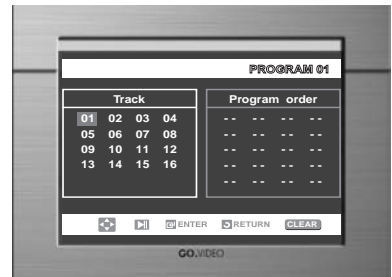 PROGRAM 01
Track
01 02 03 04
05 06 07 08
09 10 11 12
13 14 15 16
Program order
-- -- -- --
-- -- -- --
-- -- -- --
-- -- -- --
-- -- -- --
ENTER RETURN CLEAR
GO.VIDEO